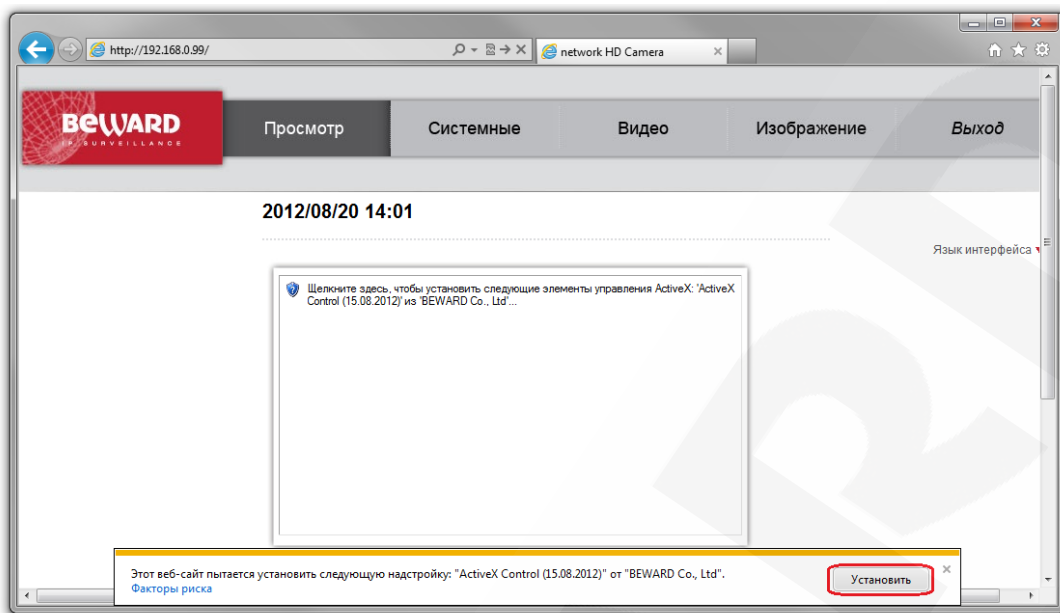 http://192.168.0.99/
network HD Camera
BEWARD
IP SURVEILLANCE
Просмотр
Системные
Видео
Изображение
Выход
2012/08/20 14:01
Язык интерфейса
Щелкните здесь, чтобы установить следующие элементы управления ActiveX: 'ActiveX
Control (15.08.2012)' из 'BEWARD Co., Ltd'...
Этот веб-сайт пытается установить следующую надстройку: "ActiveX Control (15.08.2012)" от "BEWARD Co., Ltd".
Факторы риска
Установить